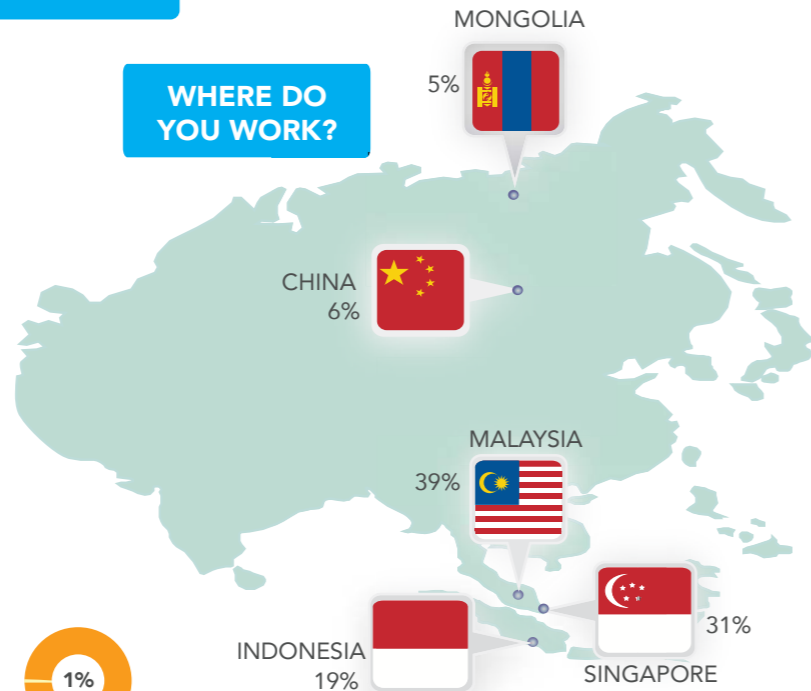 MONGOLIA
5%
WHERE DO
YOU WORK?
CHINA
6%
MALAYSIA
39%
31%
SINGAPORE
INDONESIA
19%
1%